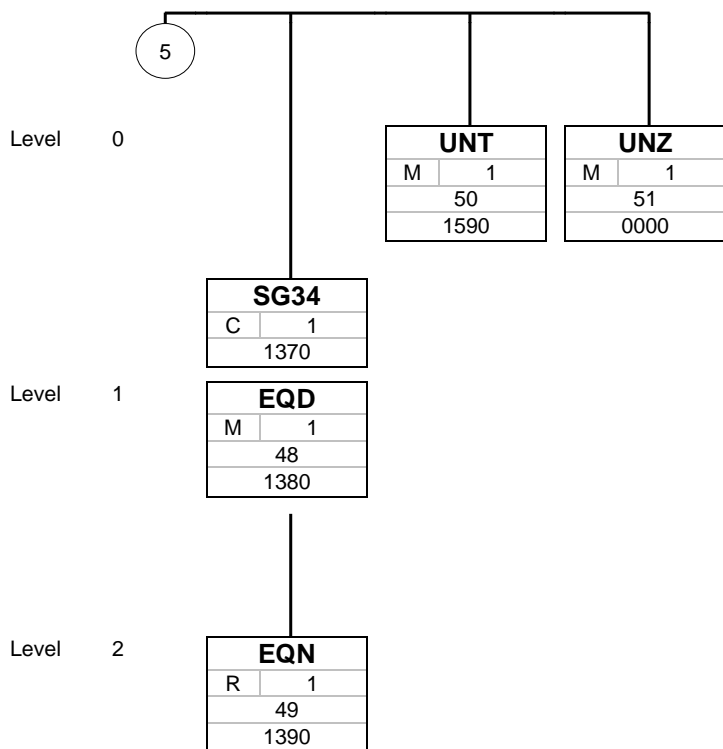 5
Level 0
UNT
M 1
50
1590
UNZ
M 1
51
0000
SG34
C 1
1370
Level 1
EQD
M 1
48
1380
Level 2
EQN
R 1
49
1390